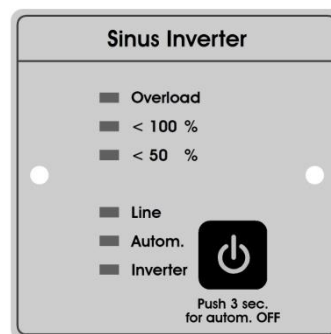 Sinus Inverter
Overload
< 100 %
< 50 %
Line
Autom.
Inverter
Push 3 sec.
for autom. OFF